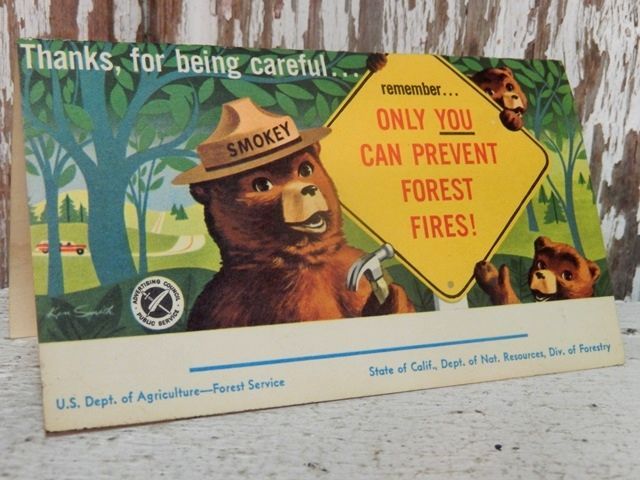 Thanks, for being careful...
remember...
ONLY YOU
CAN PREVENT
FOREST
FIRES!
SMOKEY
ADVERTISING COUNCIL
PUBLIC SERVICE
U.S. Dept. of Agriculture—Forest Service
State of Calif., Dept. of Nat. Resources, Div. of Forestry